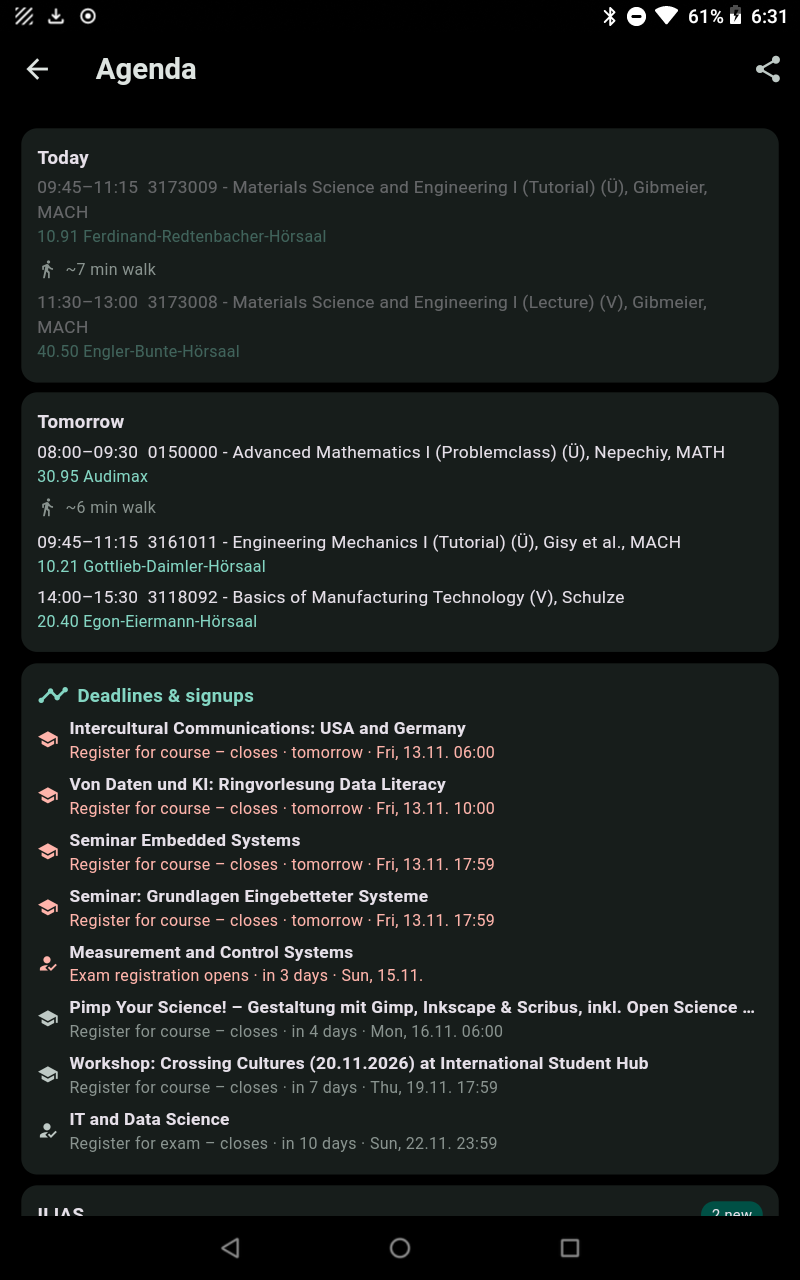 61% 6:31
Agenda
Today
09:45–11:15 3173009 - Materials Science and Engineering I (Tutorial) (Ü), Gibmeier,
MACH
10.91 Ferdinand-Redtenbacher-Hörsaal
~7 min walk
11:30–13:00 3173008 - Materials Science and Engineering I (Lecture) (V), Gibmeier,
MACH
40.50 Engler-Bunte-Hörsaal
Tomorrow
08:00–09:30 0150000 - Advanced Mathematics I (Problemclass) (Ü), Nepechiy, MATH
30.95 Audimax
~6 min walk
09:45–11:15 3161011 - Engineering Mechanics I (Tutorial) (Ü), Gisy et al., MACH
10.21 Gottlieb-Daimler-Hörsaal
14:00–15:30 3118092 - Basics of Manufacturing Technology (V), Schulze
20.40 Egon-Eiermann-Hörsaal
Deadlines & signups
Intercultural Communications: USA and Germany
Register for course – closes · tomorrow · Fri, 13.11. 06:00
Von Daten und KI: Ringvorlesung Data Literacy
Register for course – closes · tomorrow · Fri, 13.11. 10:00
Seminar Embedded Systems
Register for course – closes · tomorrow · Fri, 13.11. 17:59
Seminar: Grundlagen Eingebetteter Systeme
Register for course – closes · tomorrow · Fri, 13.11. 17:59
Measurement and Control Systems
Exam registration opens · in 3 days · Sun, 15.11.
Pimp Your Science! – Gestaltung mit Gimp, Inkscape & Scribus, inkl. Open Science …
Register for course – closes · in 4 days · Mon, 16.11. 06:00
Workshop: Crossing Cultures (20.11.2026) at International Student Hub
Register for course – closes · in 7 days · Thu, 19.11. 17:59
IT and Data Science
Register for exam – closes · in 10 days · Sun, 22.11. 23:59
ILIAS 2 new